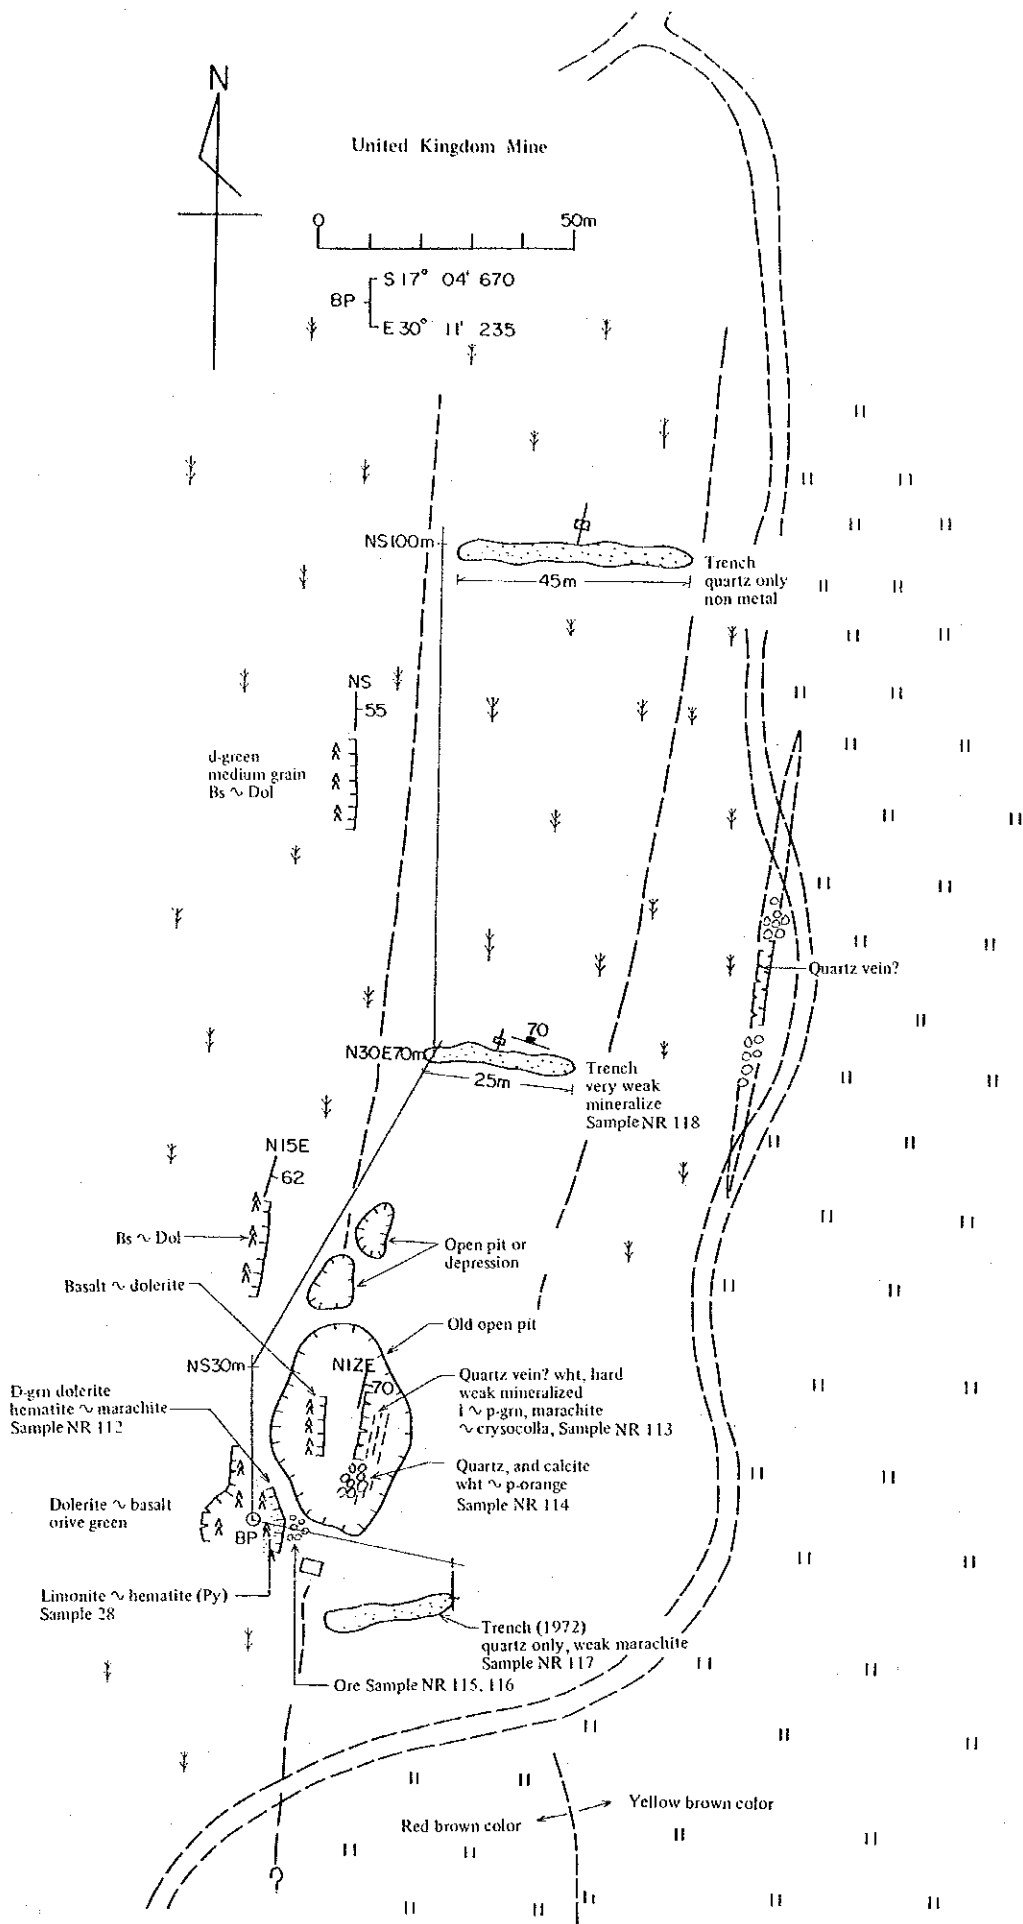 N
United Kingdom Mine
0 50m
BP
S 17° 04' 670
E 30° 11' 235
NS100m
45m
Trench
quartz only
non metal
NS
55
d-green
medium grain
Bs ~ Dol
Quartz vein?
N30E70m
70
25m
Trench
very weak
mineralize
Sample NR 118
N15E
62
Bs ~ Dol
Open pit or
depression
Basalt ~ dolerite
Old open pit
NS30m
N12E
70
Quartz vein? wht, hard
weak mineralized
l ~ p-grn, marachite
~ crysocolla, Sample NR 113
D-grn dolerite
hematite ~ marachite
Sample NR 112
Quartz, and calcite
wht ~ p-orange
Sample NR 114
Dolerite ~ basalt
orive green
BP
Limonite ~ hematite (Py)
Sample 28
Trench (1972)
quartz only, weak marachite
Sample NR 117
Ore Sample NR 115, 116
Yellow brown color
Red brown color
?